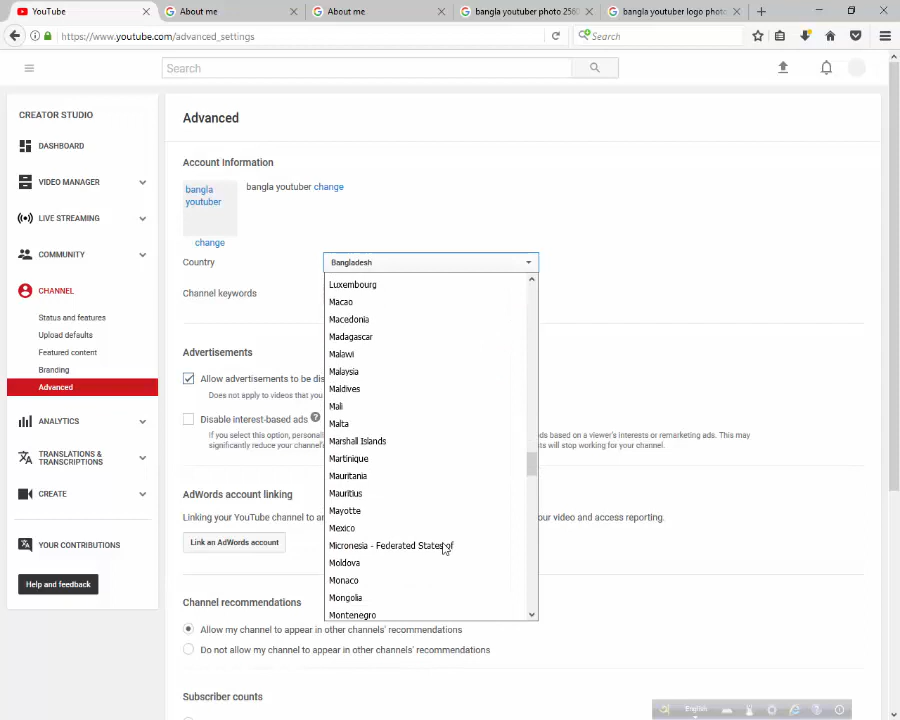 YouTube
About me
About me
bangla youtuber photo 256
bangla youtuber logo phot
https://www.youtube.com/advanced_settings
Search
Search
CREATOR STUDIO
DASHBOARD
VIDEO MANAGER
LIVE STREAMING
COMMUNITY
CHANNEL
Status and features
Upload defaults
Featured content
Branding
Advanced
ANALYTICS
TRANSLATIONS &
TRANSCRIPTIONS
CREATE
YOUR CONTRIBUTIONS
Help and feedback
Advanced
Account Information
bangla
youtuber
bangla youtuber change
change
Country
Bangladesh
Channel keywords
Luxembourg
Macao
Macedonia
Madagascar
Malawi
Malaysia
Maldives
Mali
Malta
Marshall Islands
Martinique
Mauritania
Mauritius
Mayotte
Mexico
Micronesia - Federated States of
Moldova
Monaco
Mongolia
Montenegro
Advertisements
Allow advertisements to be dis
Does not apply to videos that you
Disable interest-based ads
If you select this option, personal
ds based on a viewer's interests or remarketing ads. This may
significantly reduce your channel
ts will stop working for your channel.
AdWords account linking
Linking your YouTube channel to an
our video and access reporting.
Link an AdWords account
Channel recommendations
Allow my channel to appear in other channels' recommendations
Do not allow my channel to appear in other channels' recommendations
Subscriber counts
English